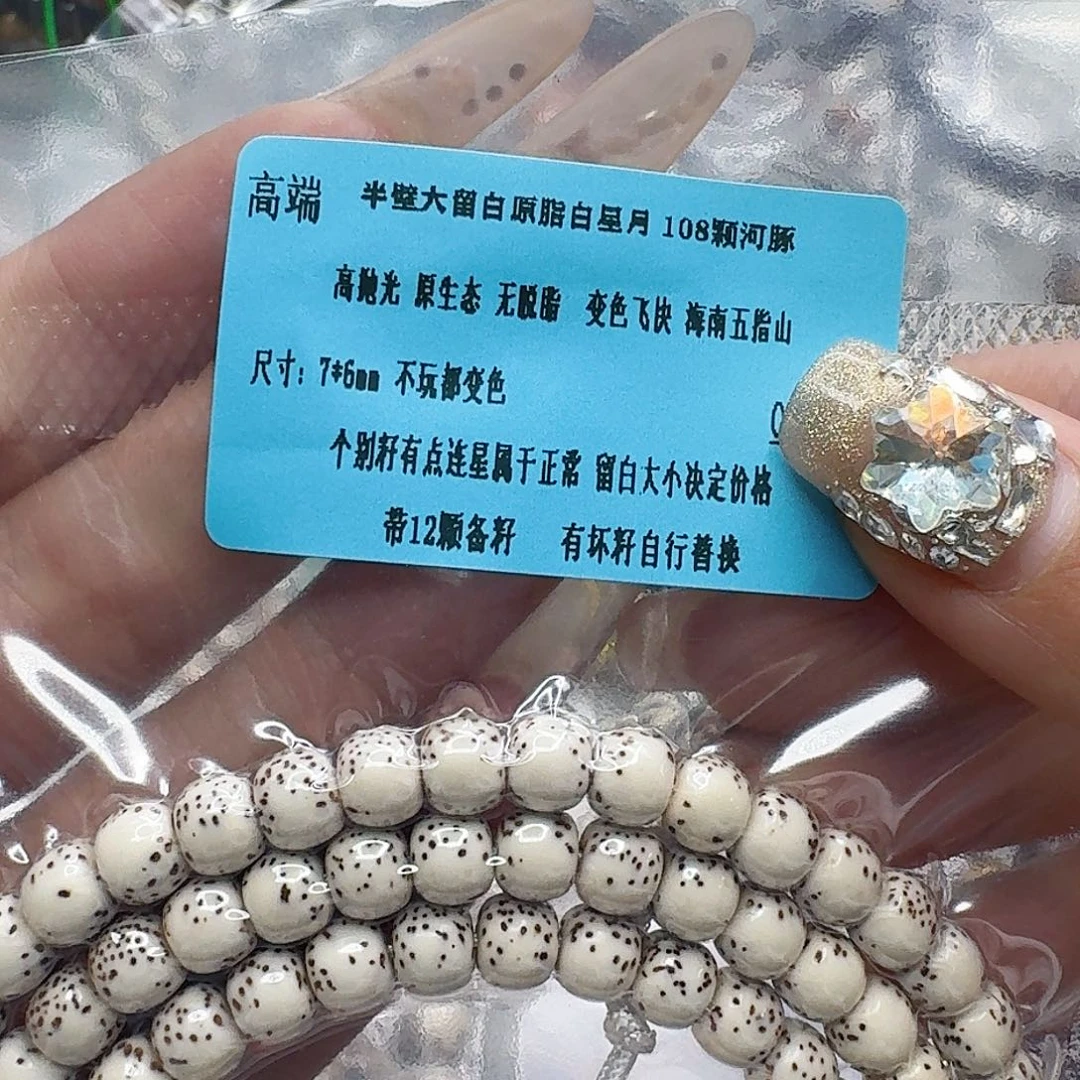 高端 半壁大留白原脂白星月 108颗河豚
高抛光 原生态 无脱脂 变色飞快 海南五指山
尺寸：7*6mm 不玩都变色
个别籽有点连星属于正常 留白大小决定价格
带12颗备籽 有坏籽自行替换